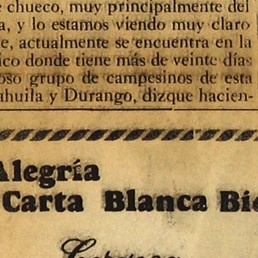 chueco, muy principalmente del
a, y lo estamos viendo muy claro
e, actualmente se encuentra en la
ico donde tiene más de veinte días
oso grupo de campesinos de esta
ahuila y Durango, dizque hacien-
Alegría
Carta Blanca Bi